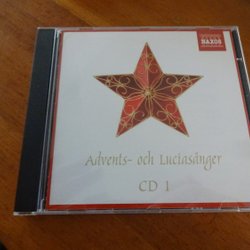 NAXOS
Advents- och Luciasånger
CD 1